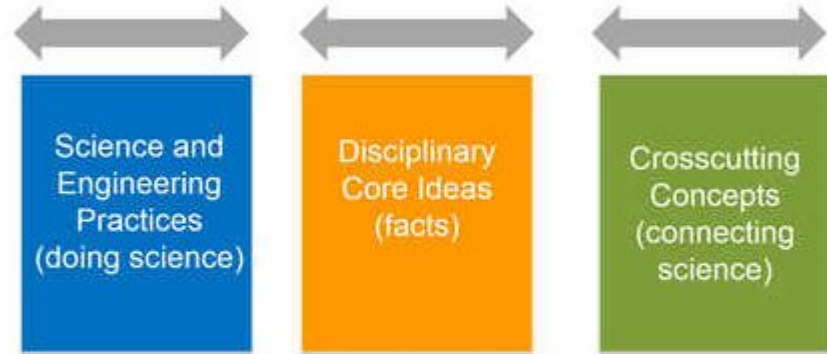 Science and
Engineering
Practices
(doing science)
Disciplinary
Core Ideas
(facts)
Crosscutting
Concepts
(connecting
science)